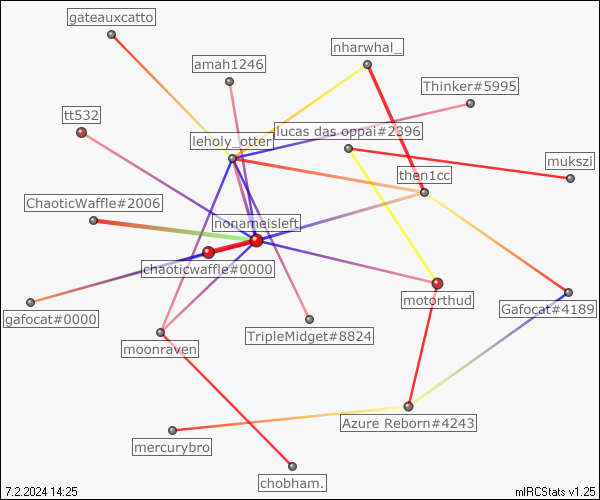 gateauxcatto
nharwhal_
amah1246
Thinker#5995
tt532
lucas das oppai#2396
leholy_otter
mukszi
then1cc
ChaoticWaffle#2006
nonameisleft
chaoticwaffle#0000
motorthud
Gafocat#4189
gafocat#0000
TripleMidget#8824
moonraven
Azure Reborn#4243
mercurybro
chobham.
7.2.2024 14:25
mIRCStats v1.25